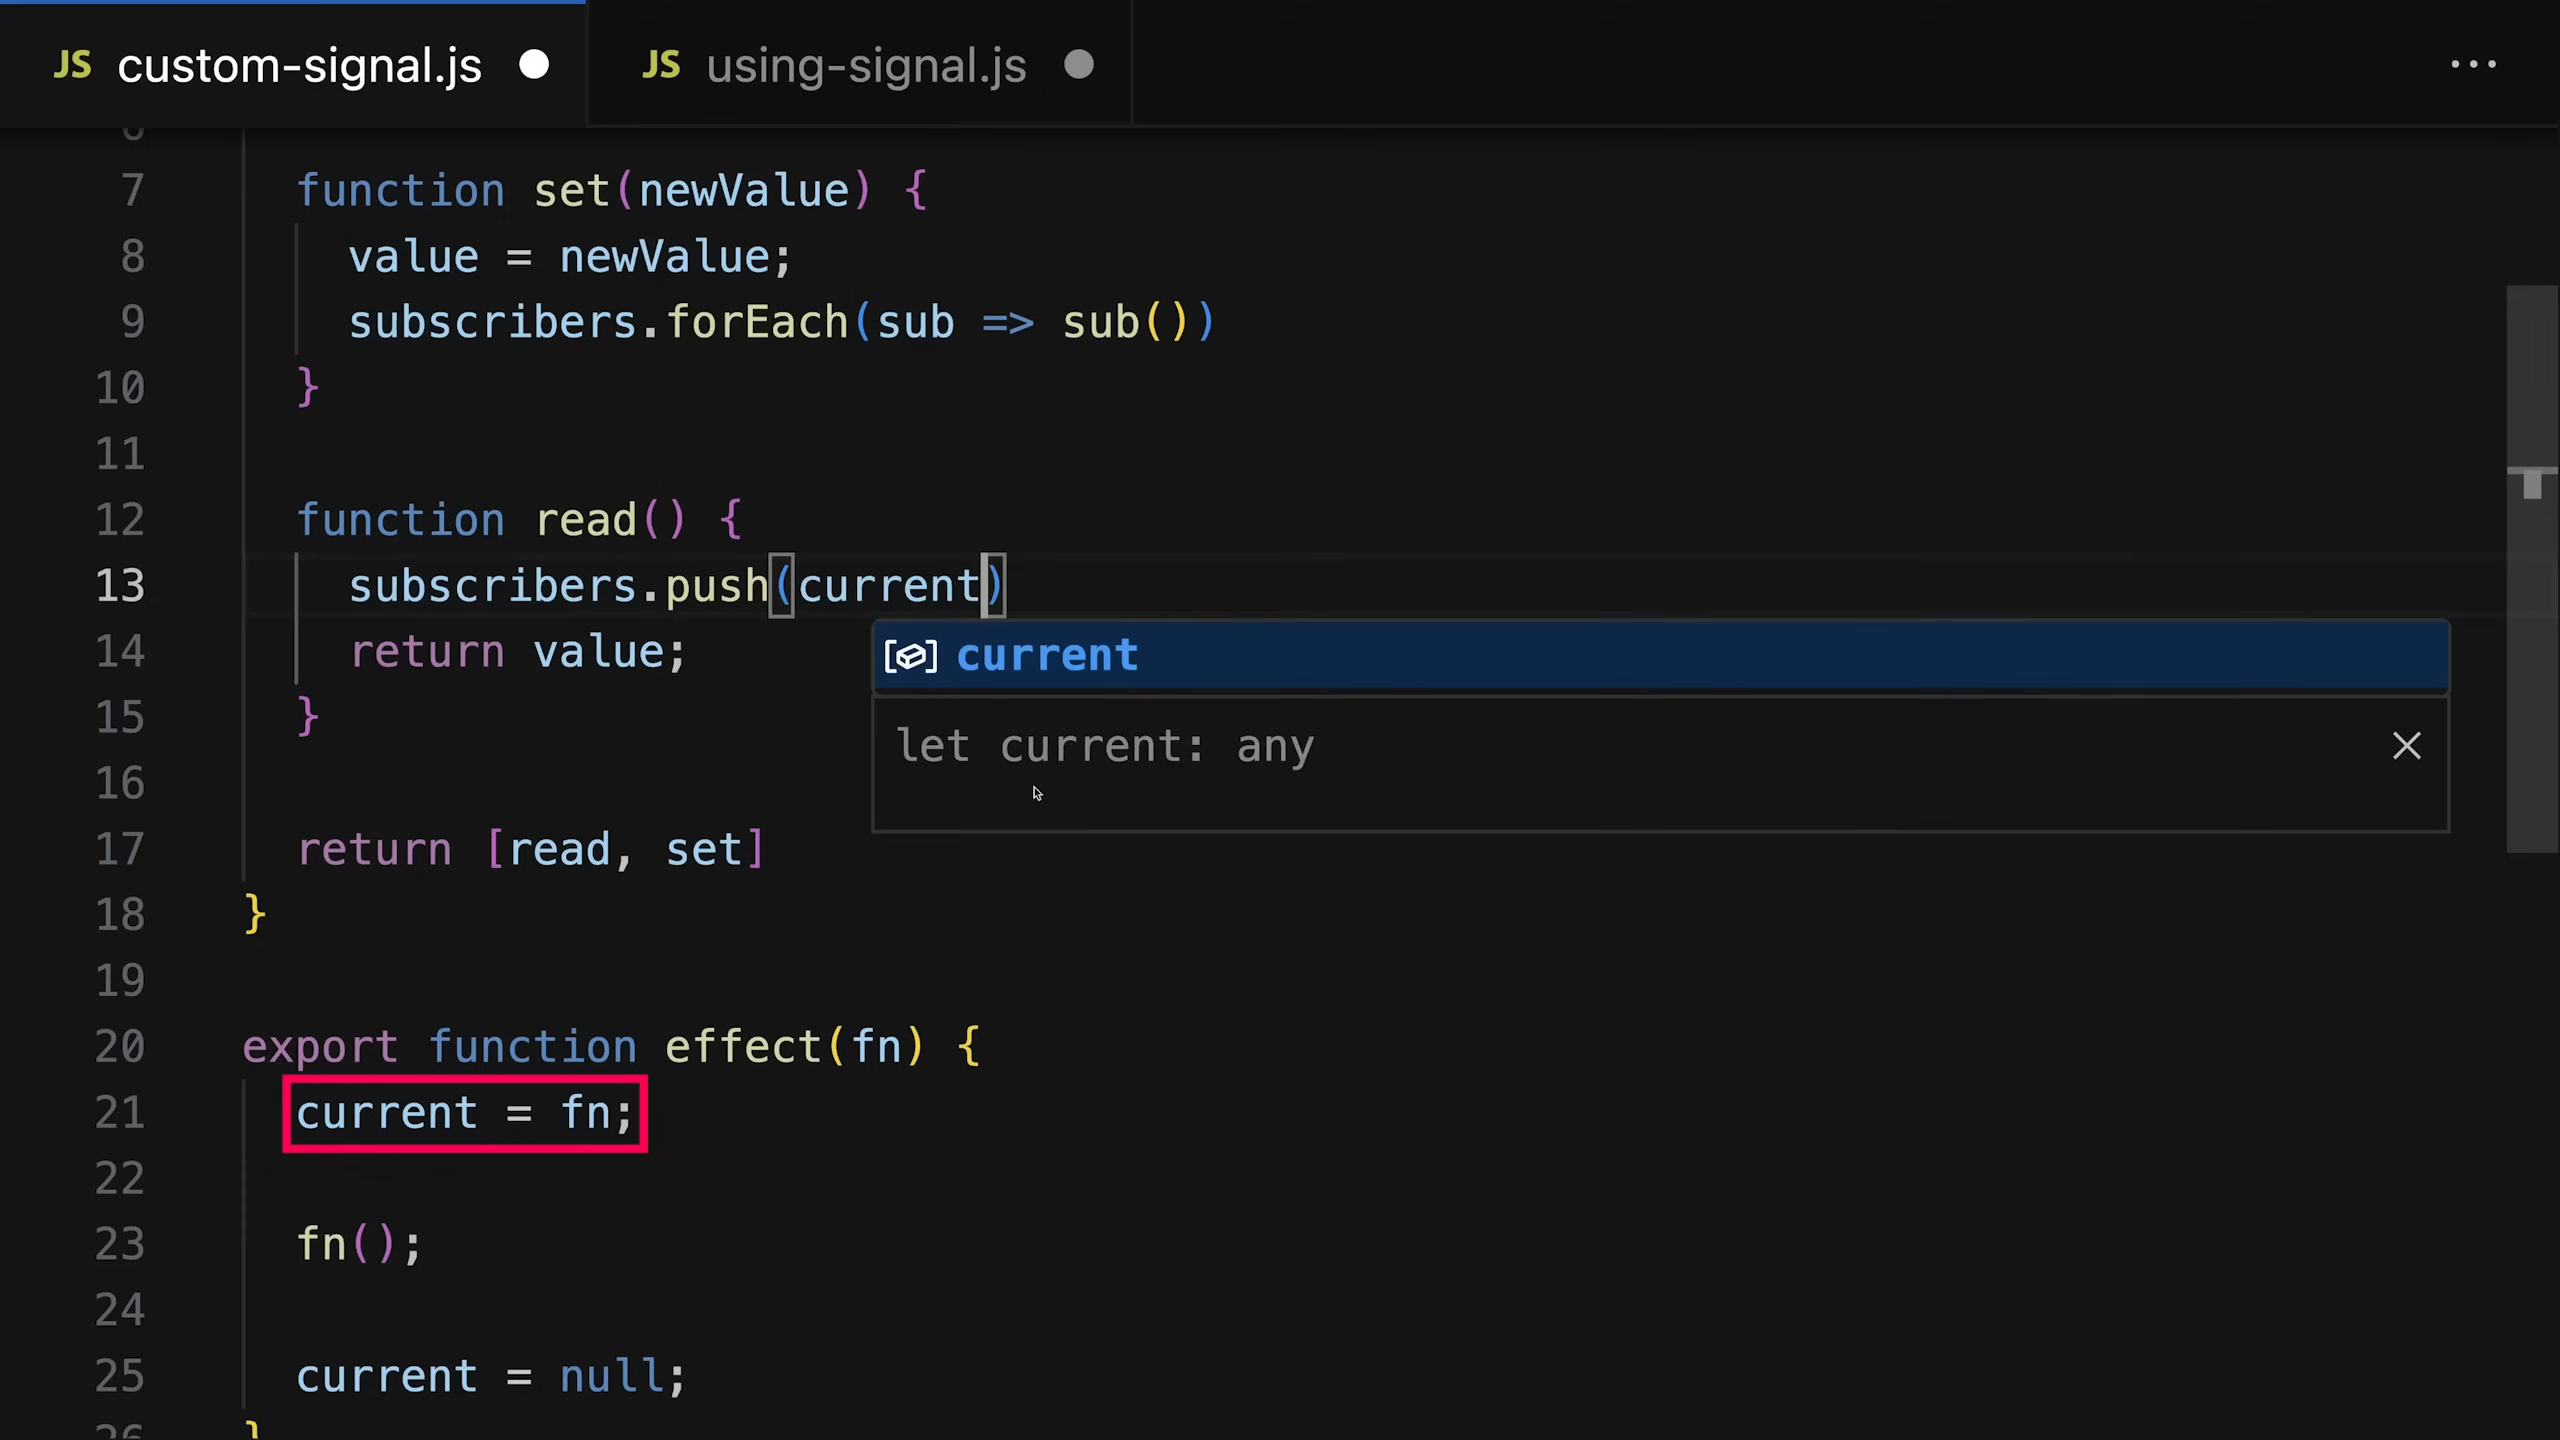 JS custom-signal.js ● JS using-signal.js ● ...
6
7 function set(newValue) {
8 value = newValue;
9 subscribers.forEach(sub => sub())
10 }
11
12 function read() {
13 subscribers.push(current)
current
14 return value;
let current: any
15 }
16
17 return [read, set]
18 }
19
20 export function effect(fn) {
21 current = fn;
22
23 fn();
24
25 current = null;
26 }